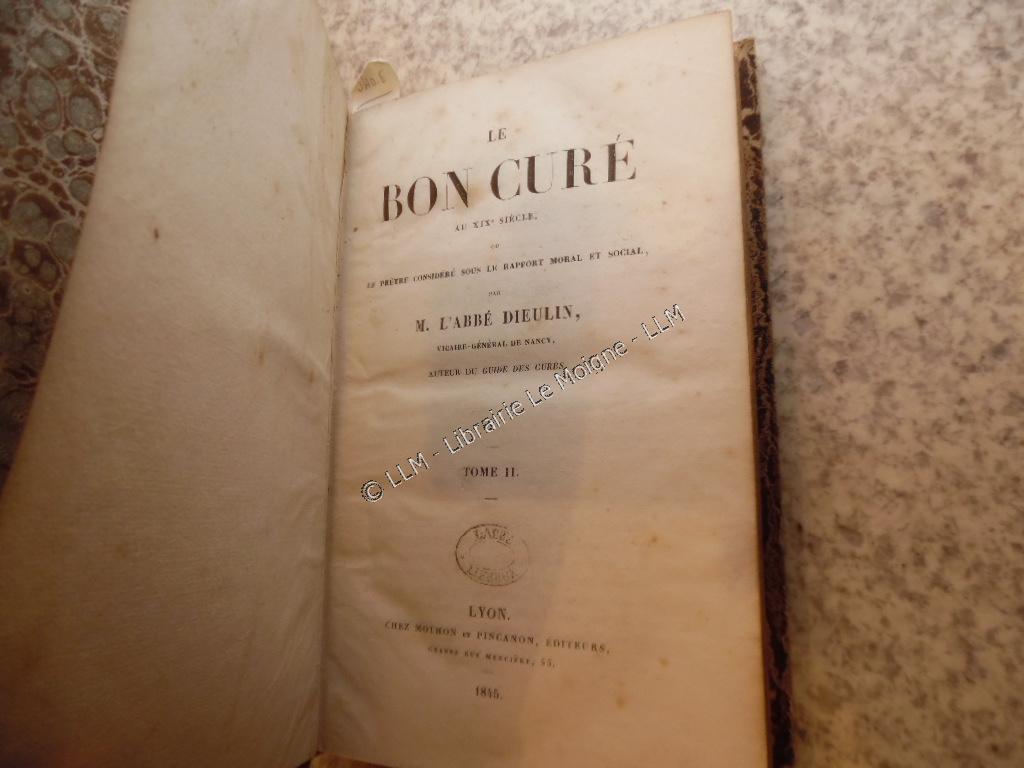 LE
BON CURÉ
AU XIXᵉ SIÈCLE,
OU
LE PRÊTRE CONSIDÉRÉ SOUS LE RAPPORT MORAL ET SOCIAL,
PAR
M. L'ABBÉ DIEULIN,
VICAIRE-GÉNÉRAL DE NANCY,
AUTEUR DU GUIDE DES CURÉS
© LLM - Librairie Le Moigne - LLM
TOME II.
LYON.
CHEZ MOTHON ET PINCANON, ÉDITEURS,
GRANDE RUE MERCIÈRE, 55.
1845.